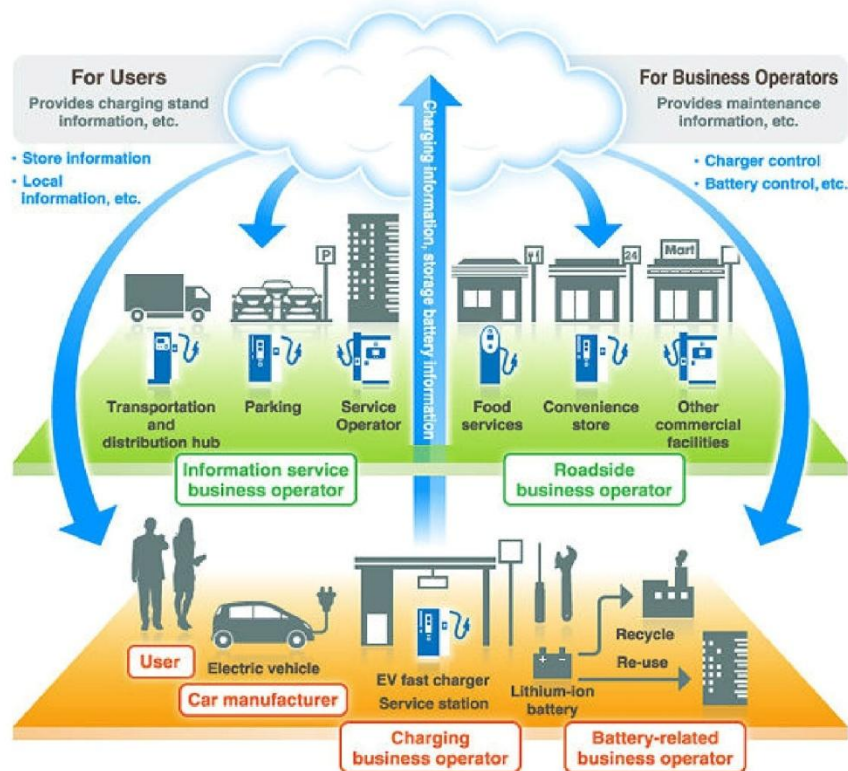 For Users
Provides charging stand
information, etc.
• Store information
• Local
information, etc.
For Business Operators
Provides maintenance
information, etc.
• Charger control
• Battery control, etc.
Charging information, storage battery information
P
24
Mart
Transportation
and
distribution hub
Parking
Service
Operator
Food
services
Convenience
store
Other
commercial
facilities
Information service
business operator
Roadside
business operator
User
Electric vehicle
Car manufacturer
EV fast charger
Service station
Charging
business operator
Lithium-ion
battery
Recycle
Re-use
Battery-related
business operator